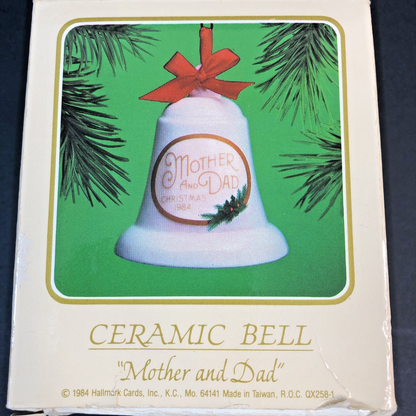 MOTHER
AND DAD
CHRISTMAS
1984
CERAMIC BELL
"Mother and Dad"
© 1984 Hallmark Cards, Inc., K.C., Mo. 64141 Made in Taiwan, R.O.C. QX258-1